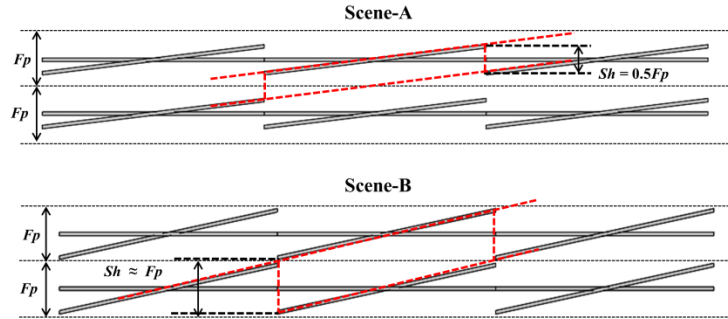 Scene-A
Fp
Sh = 0.5Fp
Fp
Scene-B
Fp
Sh ≈ Fp
Fp